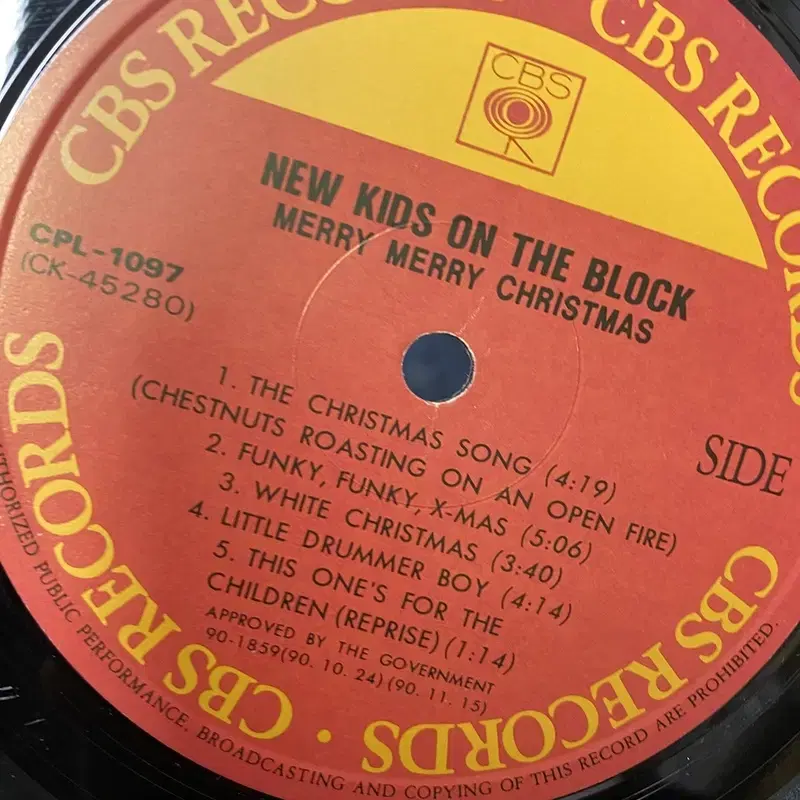 CBS RECORDS
CBS RECORDS
CBS
NEW KIDS ON THE BLOCK
MERRY MERRY CHRISTMAS
CPL-1097
(CK-45280)
SIDE
1. THE CHRISTMAS SONG (4:19)
(CHESTNUTS ROASTING ON AN OPEN FIRE)
2. FUNKY, FUNKY, X-MAS (5:06)
3. WHITE CHRISTMAS (3:40)
4. LITTLE DRUMMER BOY (4:14)
5. THIS ONE'S FOR THE
CHILDREN (REPRISE) (1:14)
APPROVED BY THE GOVERNMENT
90-1859(90. 10. 24)(90. 11. 15)
CBS RECORDS · CBS RECORDS
PUBLIC PERFORMANCE, BROADCASTING AND COPYING OF THIS RECORD ARE PROHIBITED.